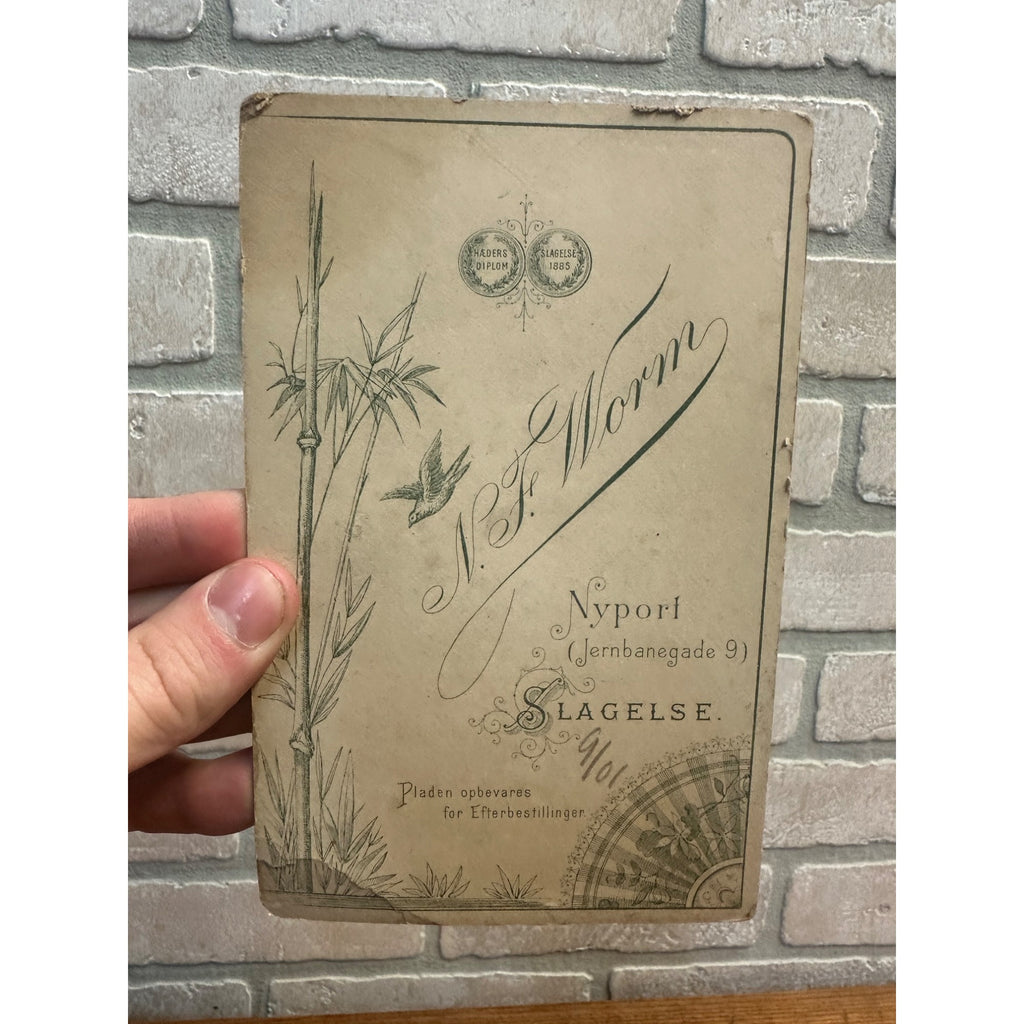 HÆDERS
DIPLOM
SLAGELSE
1885
N. F. Worm
Nyport
(Jernbanegade 9)
SLAGELSE.
9/01
Pladen opbevares
for Efterbestillinger.